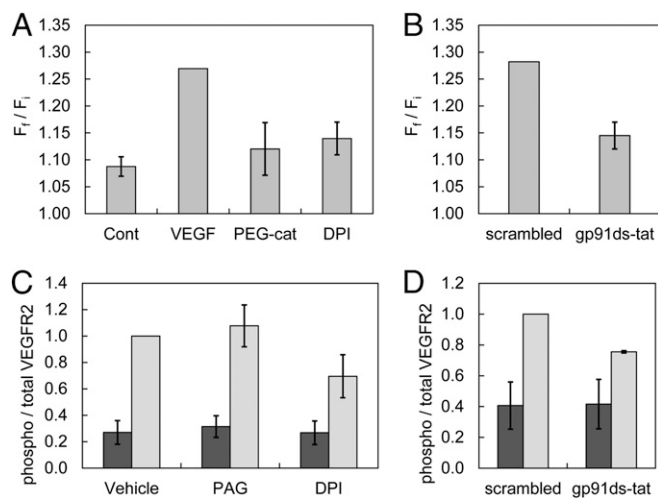 A
F_f / F_i
1.35
1.30
1.25
1.20
1.15
1.10
1.05
1.00
Cont VEGF PEG-cat DPI
B
F_f / F_i
1.35
1.30
1.25
1.20
1.15
1.10
1.05
1.00
scrambled gp91ds-tat
C
phospho / total VEGFR2
1.4
1.2
1.0
0.8
0.6
0.4
0.2
0.0
Vehicle PAG DPI
D
phospho / total VEGFR2
1.2
1.0
0.8
0.6
0.4
0.2
0.0
scrambled gp91ds-tat